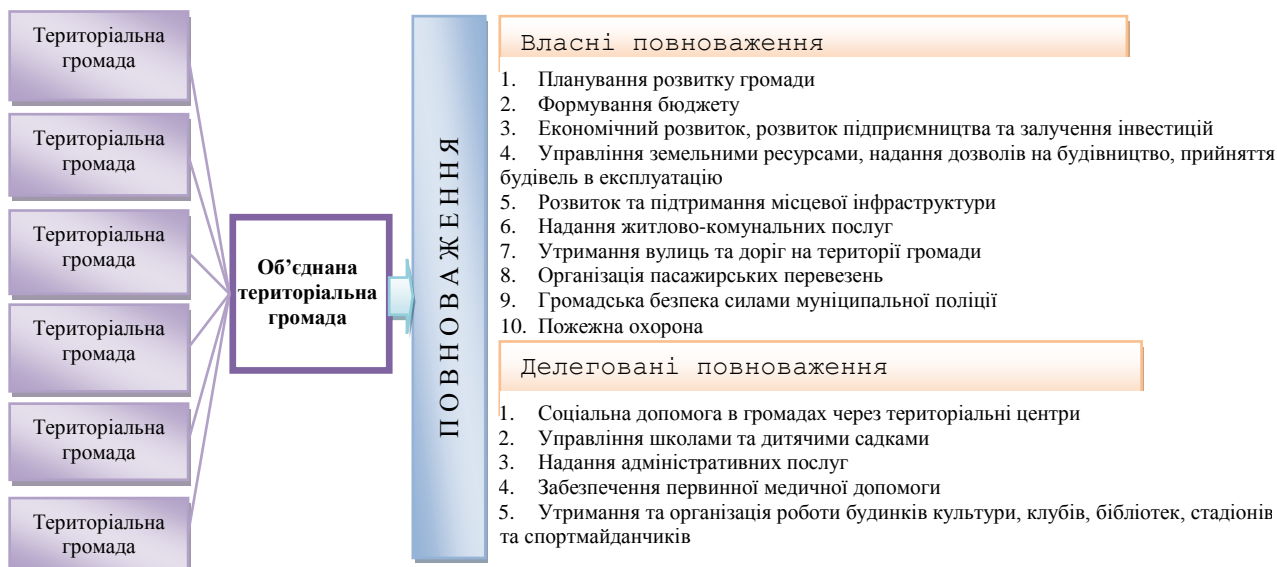 Територіальна
громада
Територіальна
громада
Територіальна
громада
Територіальна
громада
Територіальна
громада
Територіальна
громада
Об’єднана
територіальна
громада
ПОВНОВАЖЕННЯ
Власні повноваження
1. Планування розвитку громади
2. Формування бюджету
3. Економічний розвиток, розвиток підприємництва та залучення інвестицій
4. Управління земельними ресурсами, надання дозволів на будівництво, прийняття
будівель в експлуатацію
5. Розвиток та підтримання місцевої інфраструктури
6. Надання житлово-комунальних послуг
7. Утримання вулиць та доріг на території громади
8. Організація пасажирських перевезень
9. Громадська безпека силами муніципальної поліції
10. Пожежна охорона
Делеговані повноваження
1. Соціальна допомога в громадах через територіальні центри
2. Управління школами та дитячими садками
3. Надання адміністративних послуг
4. Забезпечення первинної медичної допомоги
5. Утримання та організація роботи будинків культури, клубів, бібліотек, стадіонів
та спортмайданчиків